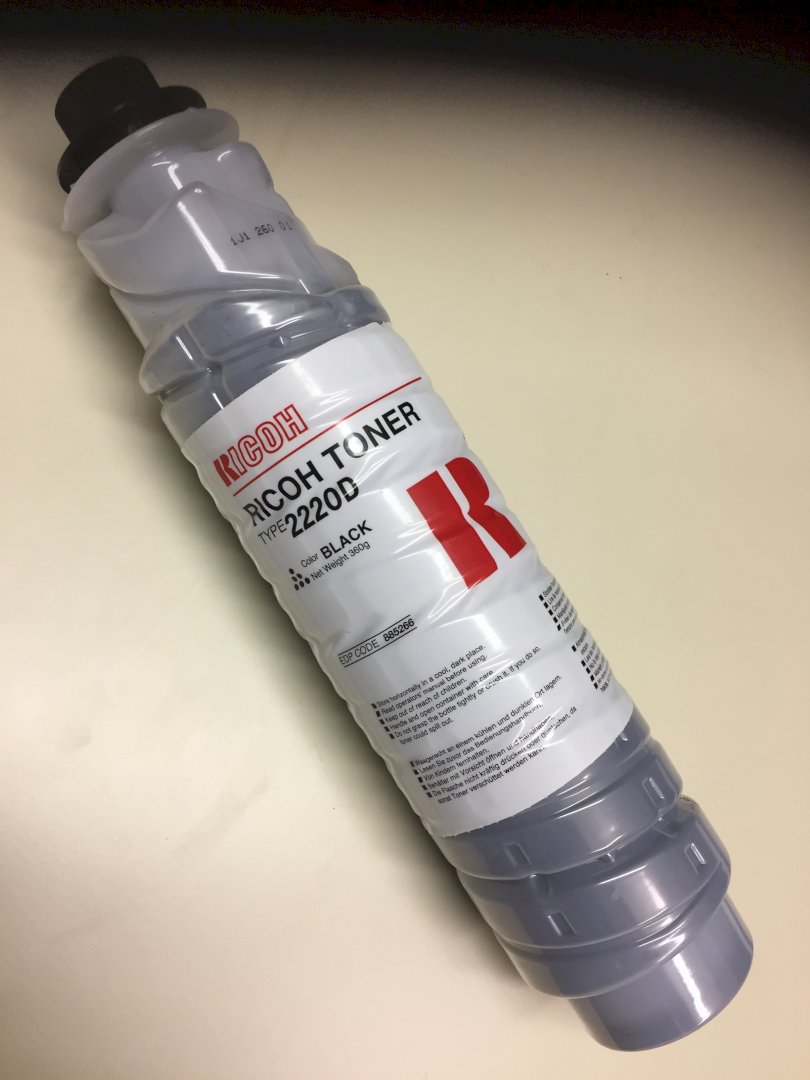 1J1 260 01
RICOH
RICOH TONER
TYPE 2220D
Color BLACK
Net Weight 360g
EDP CODE 885266
■ Store horizontally in a cool, dark place.
■ Read operators' manual before using.
■ Keep out of reach of children.
■ Handle and open container with care.
■ Do not grasp the bottle tightly or crush it. If you do so,
toner could spill out.
■ Waagerecht an einem kühlen und dunklen Ort lagern.
■ Lesen Sie zuvor das Bedienungshandbuch.
■ Von Kindern fernhalten.
■ Behälter mit Vorsicht öffnen und handhaben.
■ Die Flasche nicht kräftig drücken oder quetschen, da
sonst Toner verschüttet werden kann.